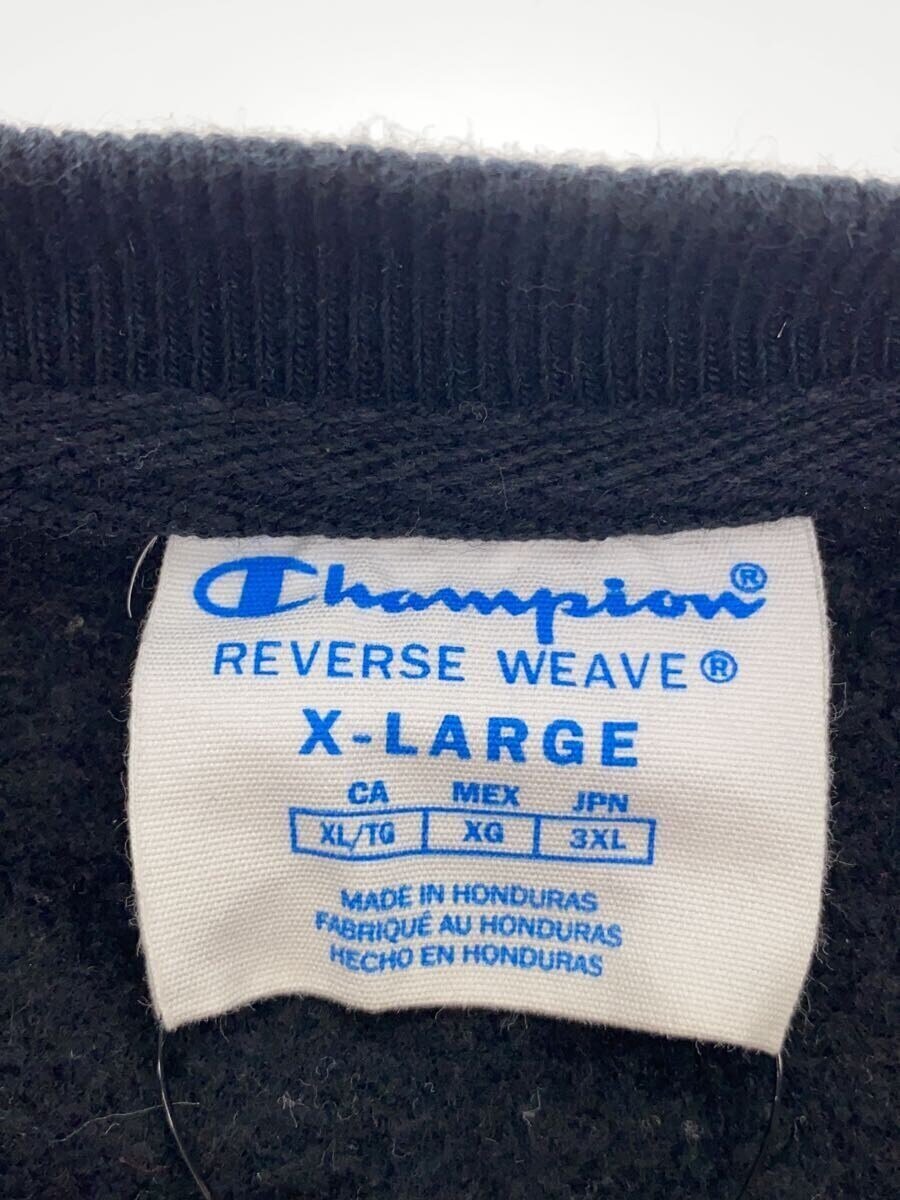 Champion®
REVERSE WEAVE®
X-LARGE
CA MEX JPN
XL/TG XG 3XL
MADE IN HONDURAS
FABRIQUÉ AU HONDURAS
HECHO EN HONDURAS